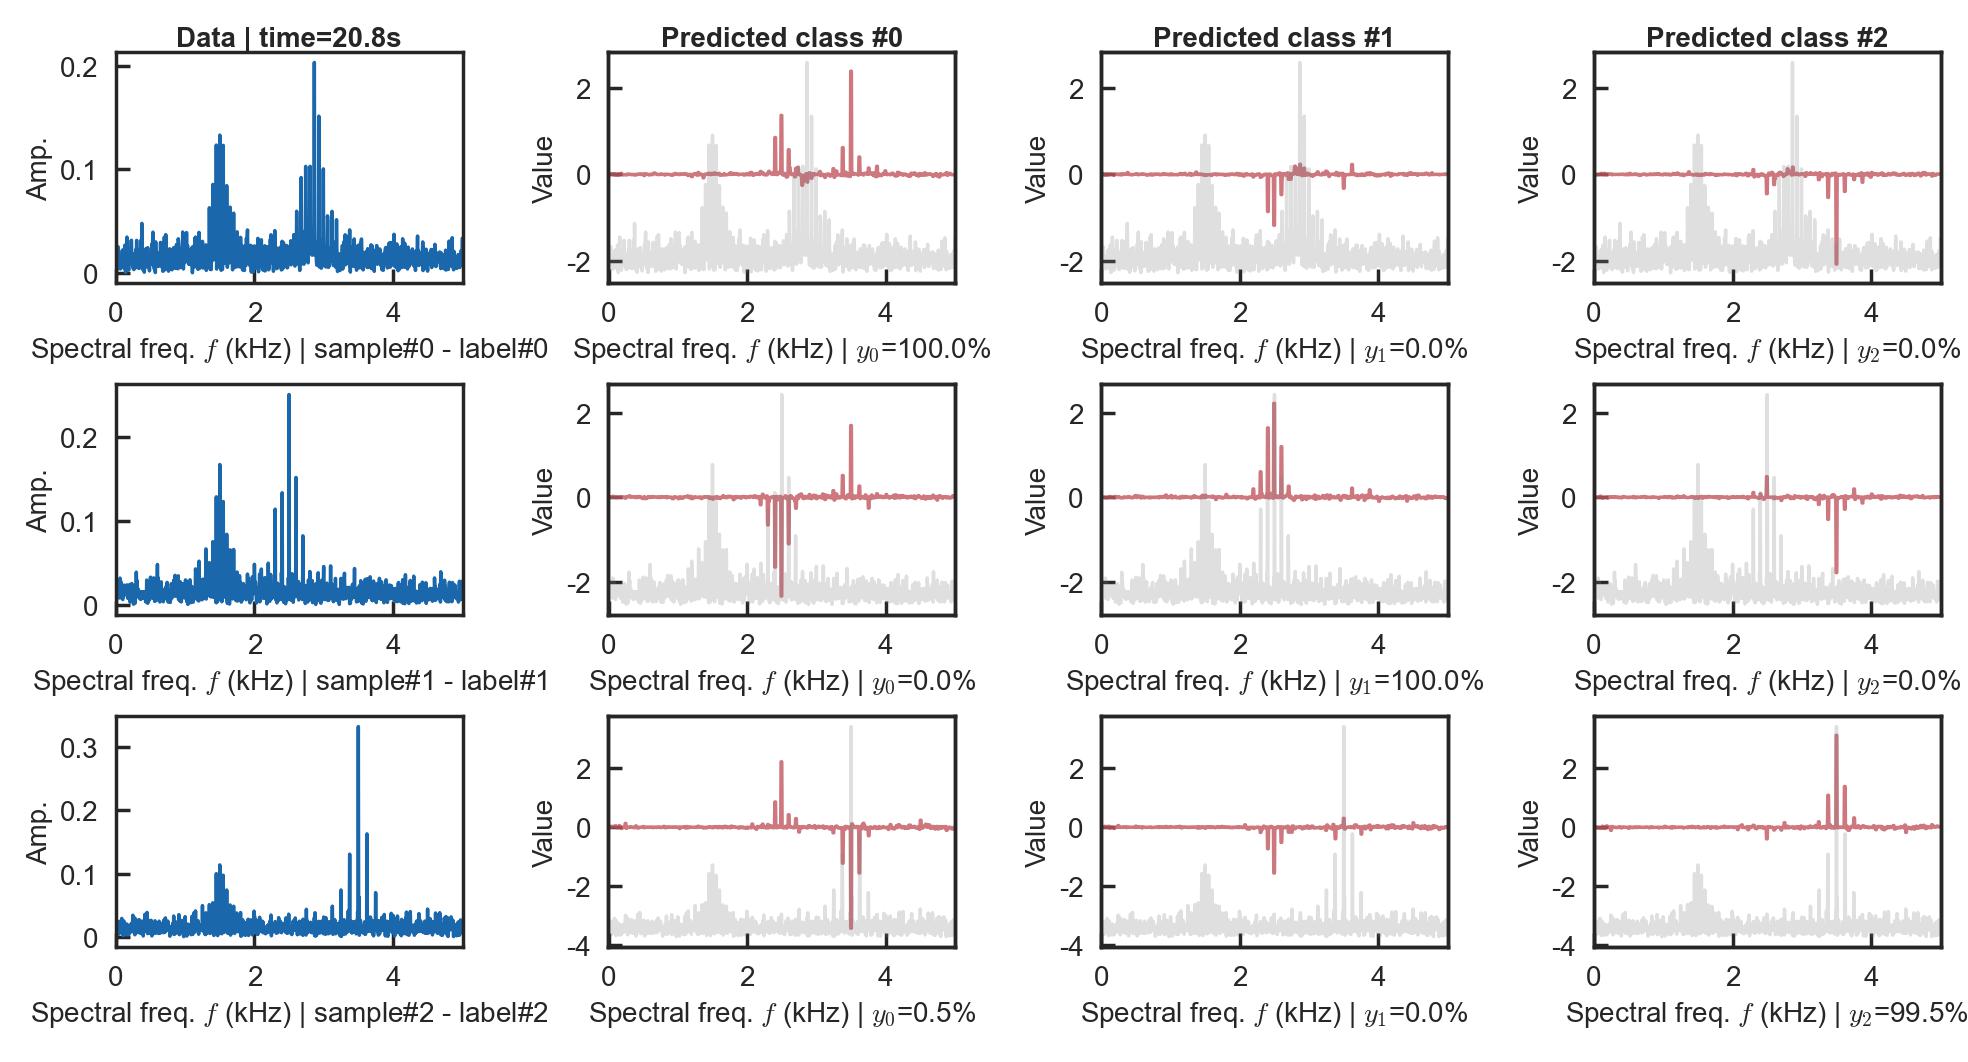 Data | time=20.8s
Predicted class #0
Predicted class #1
Predicted class #2
Amp.
0.2
0.1
0
0 2 4
Spectral freq. f (kHz) | sample#0 - label#0
Value
2
0
-2
0 2 4
Spectral freq. f (kHz) | y0=100.0%
Value
2
0
-2
0 2 4
Spectral freq. f (kHz) | y1=0.0%
Value
2
0
-2
0 2 4
Spectral freq. f (kHz) | y2=0.0%
Amp.
0.2
0.1
0
0 2 4
Spectral freq. f (kHz) | sample#1 - label#1
Value
2
0
-2
0 2 4
Spectral freq. f (kHz) | y0=0.0%
Value
2
0
-2
0 2 4
Spectral freq. f (kHz) | y1=100.0%
Value
2
0
-2
0 2 4
Spectral freq. f (kHz) | y2=0.0%
Amp.
0.3
0.2
0.1
0
0 2 4
Spectral freq. f (kHz) | sample#2 - label#2
Value
2
0
-2
-4
0 2 4
Spectral freq. f (kHz) | y0=0.5%
Value
2
0
-2
-4
0 2 4
Spectral freq. f (kHz) | y1=0.0%
Value
2
0
-2
-4
0 2 4
Spectral freq. f (kHz) | y2=99.5%